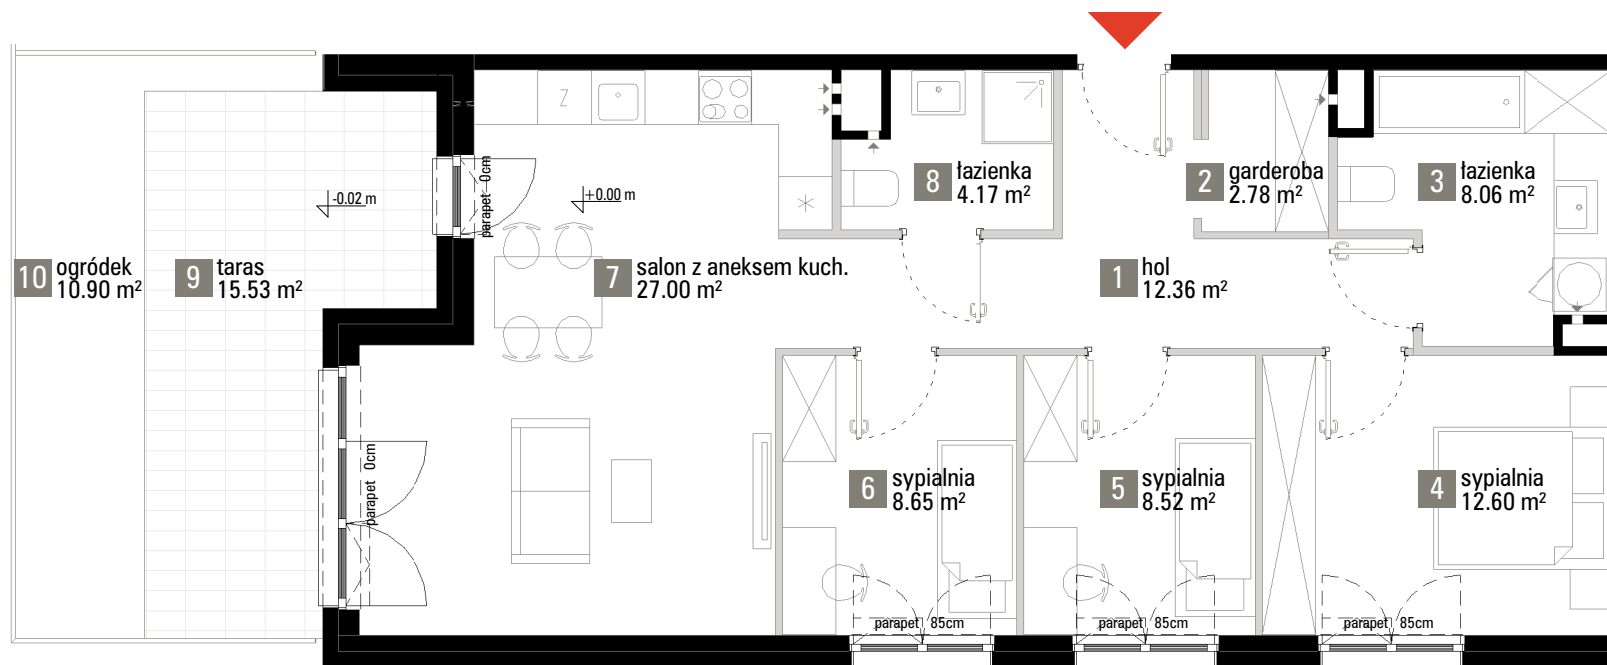 Z
8 łazienka
4.17 m²
2 garderoba
2.78 m²
3 łazienka
8.06 m²
parapet 0cm
-0.02 m
+0.00 m
10 ogródek
10.90 m²
9 taras
15.53 m²
7 salon z aneksem kuch.
27.00 m²
1 hol
12.36 m²
parapet 0cm
6 sypialnia
8.65 m²
5 sypialnia
8.52 m²
4 sypialnia
12.60 m²
parapet 85cm
parapet 85cm
parapet 85cm